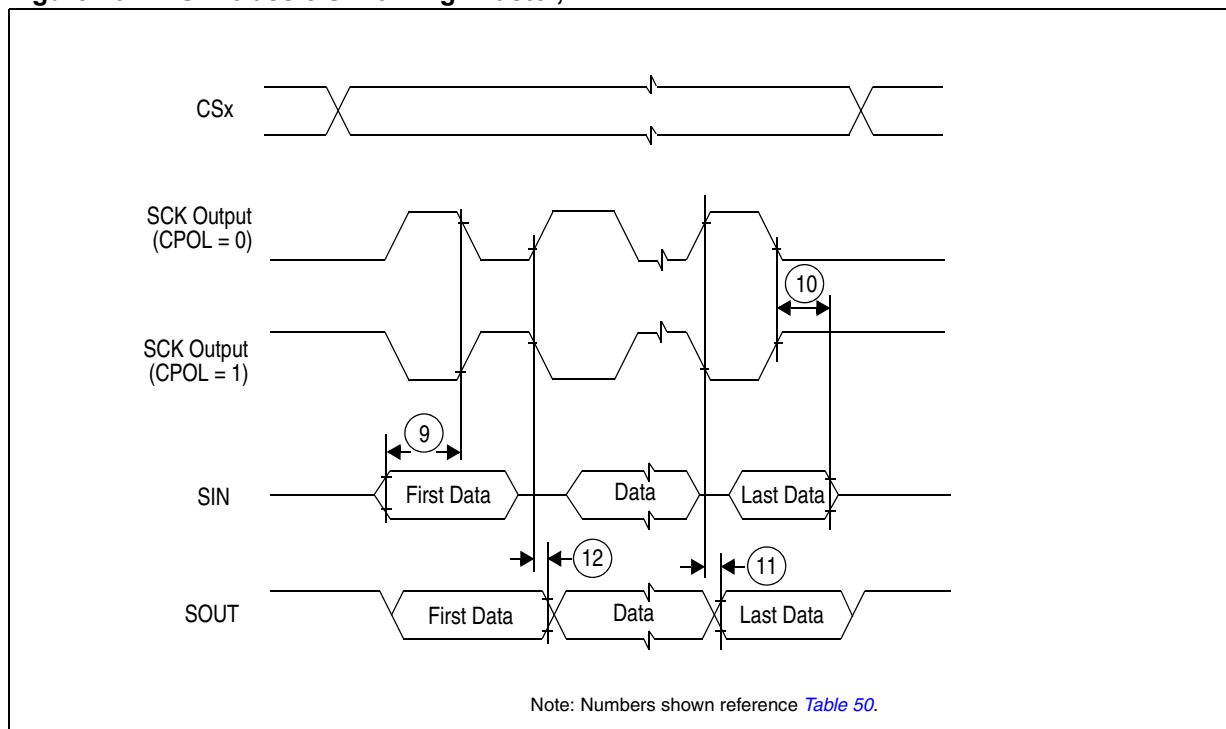 CSx
SCK Output
(CPOL = 0)
10
SCK Output
(CPOL = 1)
9
SIN
First Data
Data
Last Data
12
11
SOUT
First Data
Data
Last Data
Note: Numbers shown reference Table 50.